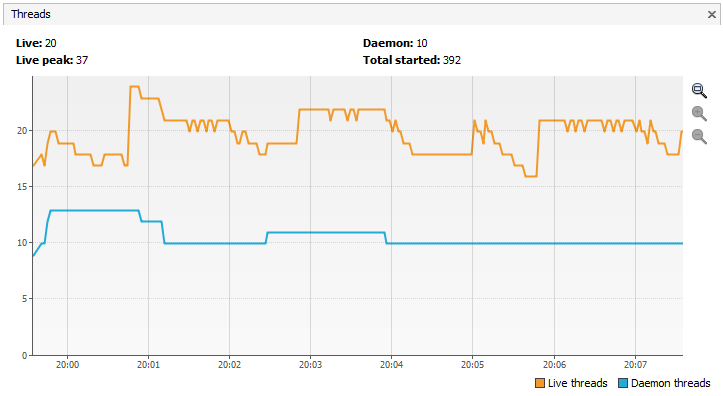 Threads
Live: 20 Daemon: 10
Live peak: 37 Total started: 392
20
15
10
5
0
20:00 20:01 20:02 20:03 20:04 20:05 20:06 20:07
Live threads Daemon threads